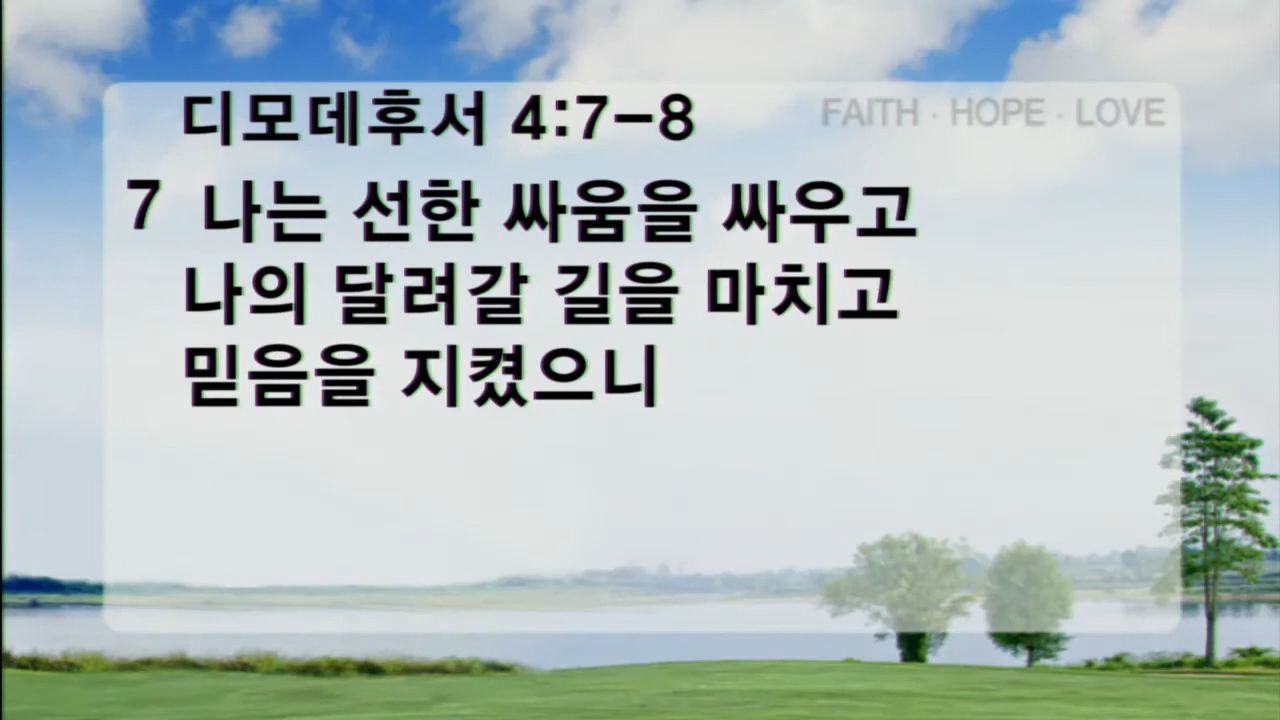 디모데후서 4:7-8
FAITH · HOPE · LOVE
7 나는 선한 싸움을 싸우고
나의 달려갈 길을 마치고
믿음을 지켰으니